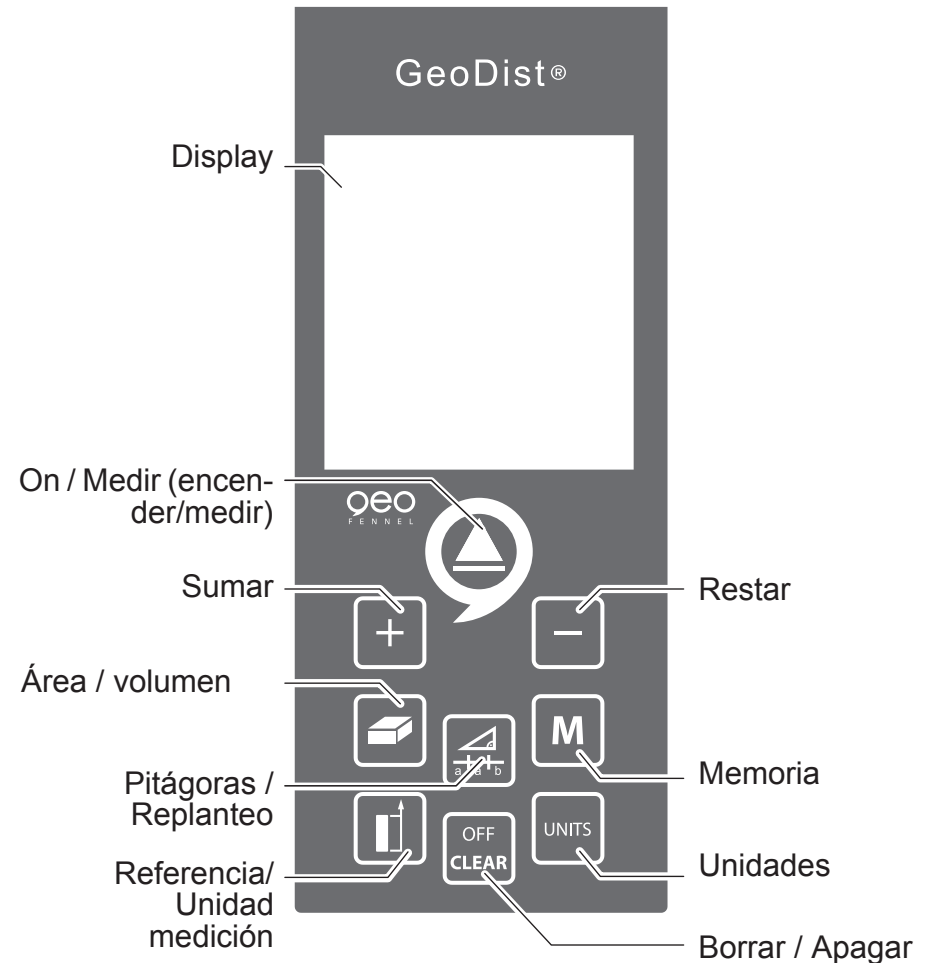 GeoDist®
Display
On / Medir (encen-
der/medir)
geo
FENNEL
Sumar
Restar
+
−
Área / volumen
M
Memoria
Pitágoras /
Replanteo
a a b
OFF
CLEAR
UNITS
Unidades
Referencia/
Unidad
medición
Borrar / Apagar